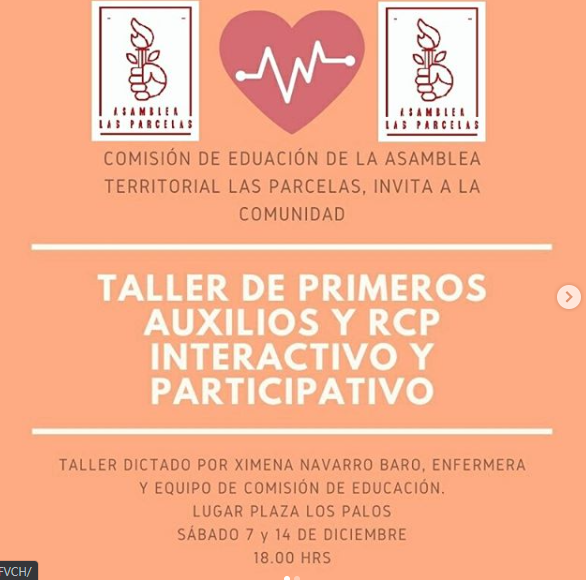 ASAMBLEA
LAS PARCELAS
ASAMBLEA
LAS PARCELAS
COMISIÓN DE EDUACIÓN DE LA ASAMBLEA
TERRITORIAL LAS PARCELAS, INVITA A LA
COMUNIDAD
TALLER DE PRIMEROS
AUXILIOS Y RCP
INTERACTIVO Y
PARTICIPATIVO
TALLER DICTADO POR XIMENA NAVARRO BARO, ENFERMERA
Y EQUIPO DE COMISIÓN DE EDUCACIÓN.
LUGAR PLAZA LOS PALOS
SÁBADO 7 y 14 DE DICIEMBRE
18.00 HRS
FVCH/